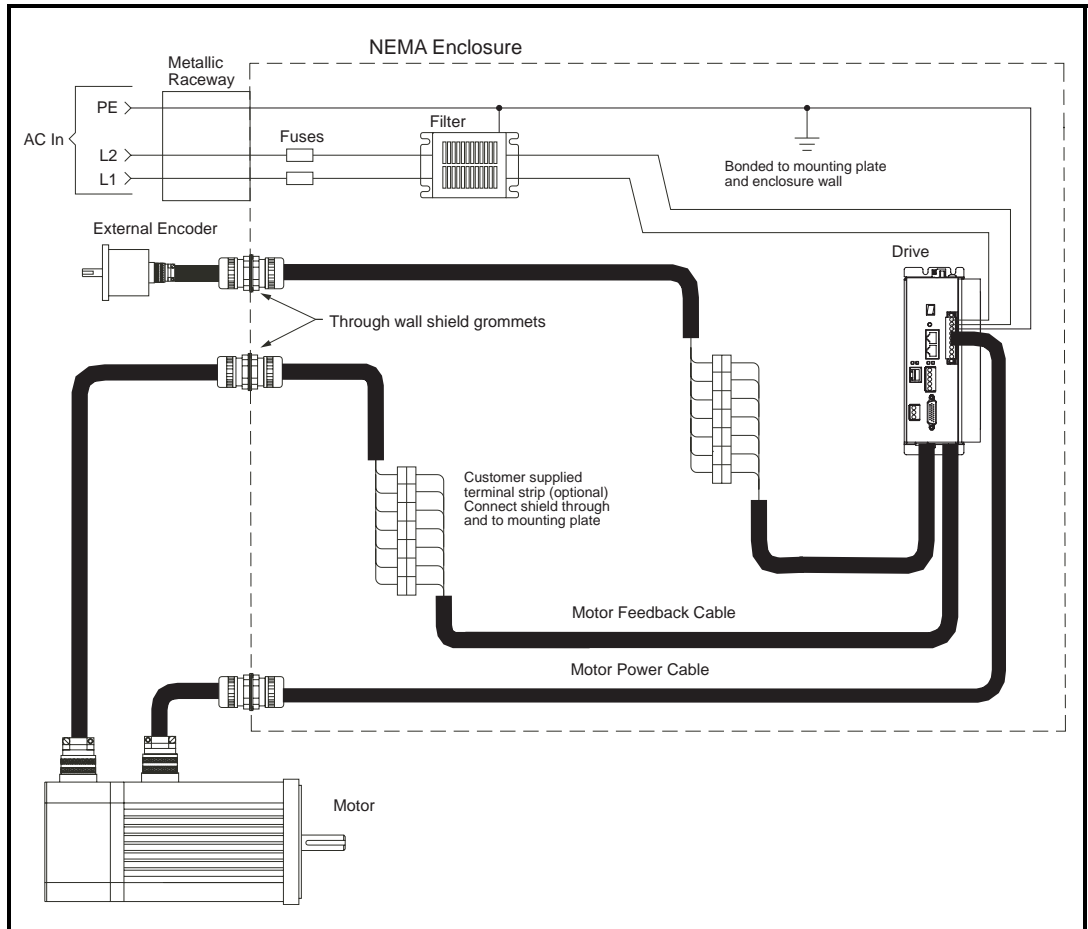 NEMA Enclosure
Metallic
Raceway
PE
AC In
L2
L1
Fuses
Filter
Bonded to mounting plate
and enclosure wall
External Encoder
Drive
Through wall shield grommets
Customer supplied
terminal strip (optional)
Connect shield through
and to mounting plate
Motor Feedback Cable
Motor Power Cable
Motor